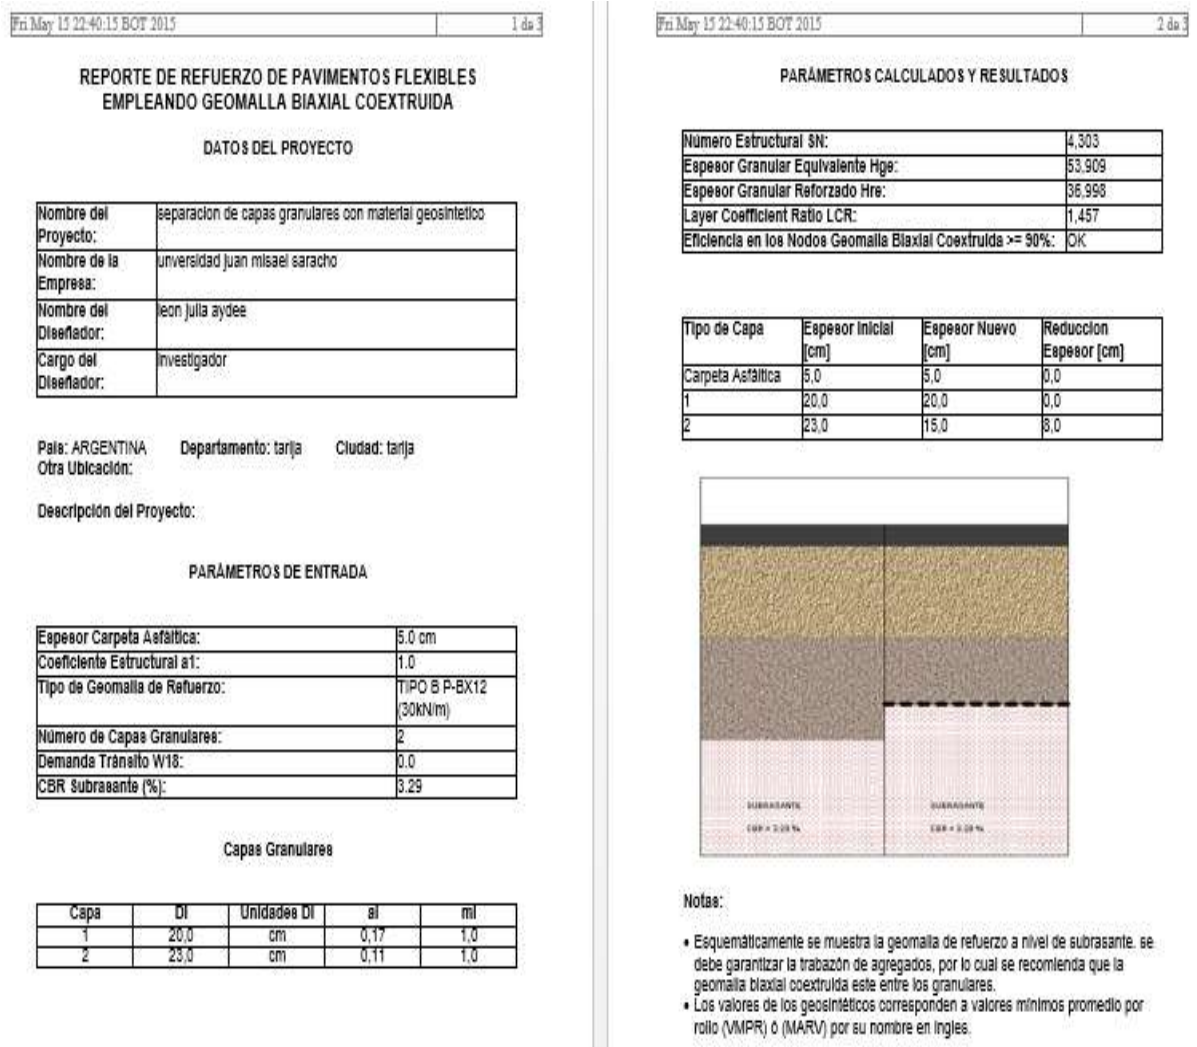 Fri May 15 22:40:15 BOT 2015 1 de 3
REPORTE DE REFUERZO DE PAVIMENTOS FLEXIBLES
EMPLEANDO GEOMALLA BIAXIAL COEXTRUIDA
DATOS DEL PROYECTO
Nombre del
Proyecto:
separacion de capas granulares con material geosintetico
Nombre de la
Empresa:
unversidad juan misael saracho
Nombre del
Diseñador:
leon julia aydee
Cargo del
Diseñador:
investigador
Pais: ARGENTINA Departamento: tarija Ciudad: tarija
Otra Ubicación:
Descripción del Proyecto:
PARÁMETROS DE ENTRADA
Espesor Carpeta Asfáltica: 5.0 cm
Coeficiente Estructural a1: 1.0
Tipo de Geomalla de Refuerzo: TIPO B P-BX12
(30kN/m)
Número de Capas Granulares: 2
Demanda Tránsito W18: 0.0
CBR Subrasante (%): 3.29
Capas Granulares
Capa Di Unidades Di ai mi
1 20,0 cm 0,17 1,0
2 23,0 cm 0,11 1,0
Fri May 15 22:40:15 BOT 2015 2 de 3
PARÁMETROS CALCULADOS Y RESULTADOS
Número Estructural SN: 4,303
Espesor Granular Equivalente Hge: 53,909
Espesor Granular Reforzado Hre: 36,998
Layer Coefficient Ratio LCR: 1,457
Eficiencia en los Nodos Geomalla Biaxial Coextruida >= 90%: OK
Tipo de Capa Espesor Inicial Espesor Nuevo Reduccion
[cm] [cm] Espesor [cm]
Carpeta Asfáltica 5,0 5,0 0,0
1 20,0 20,0 0,0
2 23,0 15,0 8,0
SUBRASANTE SUBRASANTE
CBR = 3.29 % CBR = 3.29 %
Notas:
• Esquemáticamente se muestra la geomalla de refuerzo a nivel de subrasante. se
debe garantizar la trabazón de agregados, por lo cual se recomienda que la
geomalla biaxial coextruida este entre los granulares.
• Los valores de los geosintéticos corresponden a valores mínimos promedio por
rollo (VMPR) ó (MARV) por su nombre en ingles.